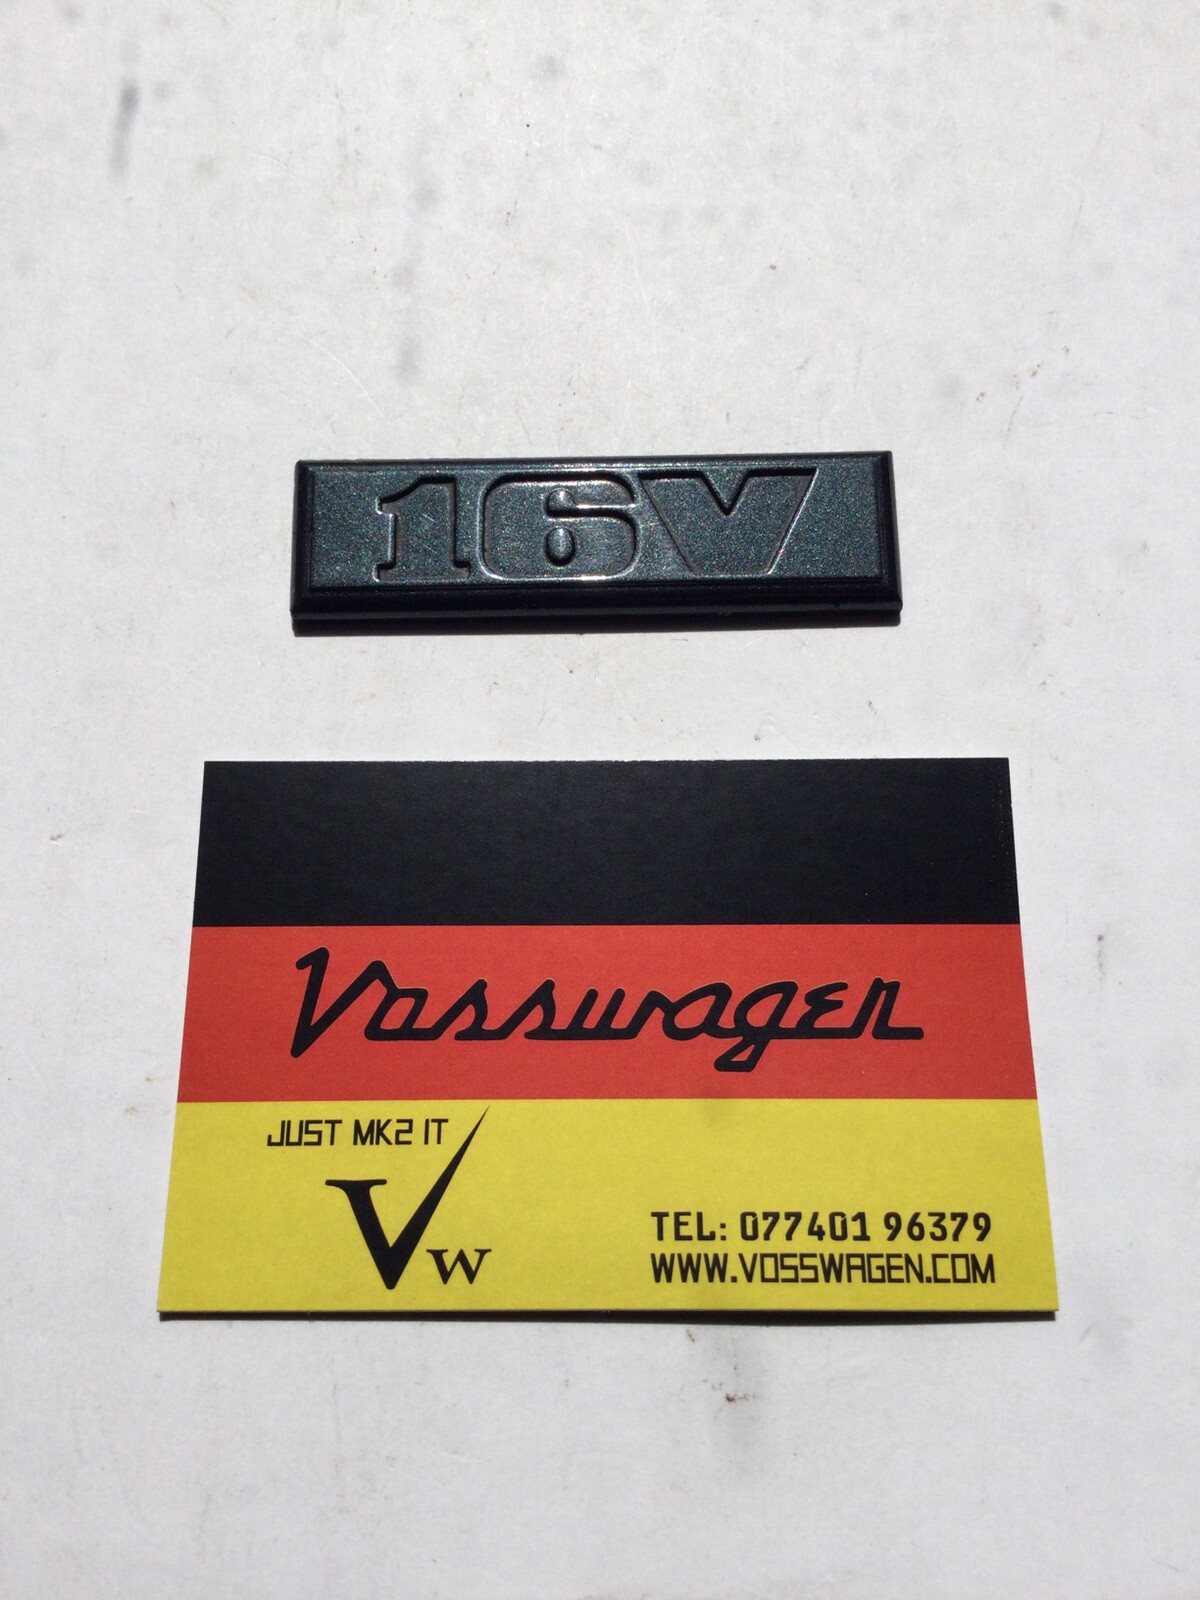 16V
Vosswagen
JUST MK2 IT
VW
TEL: 077401 96379
WWW.VOSSWAGEN.COM